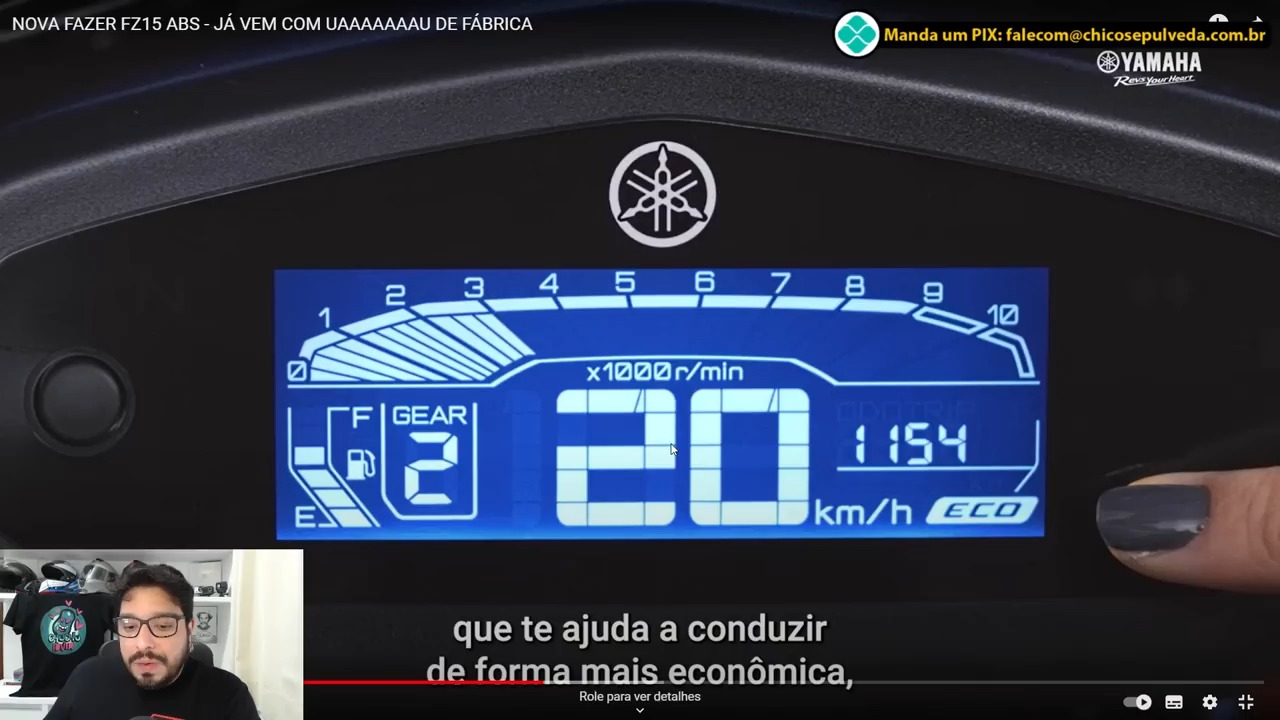 NOVA FAZER FZ15 ABS - JÁ VEM COM UAAAAAAAU DE FÁBRICA
Manda um PIX: falecom@chicosepulveda.com.br
YAMAHA
Revs Your Heart
0 1 2 3 4 5 6 7 8 9 10
x1000 r/min
F
GEAR
2
20
1154
E
km/h
ECO
que te ajuda a conduzir
de forma mais econômica,
Role para ver detalhes